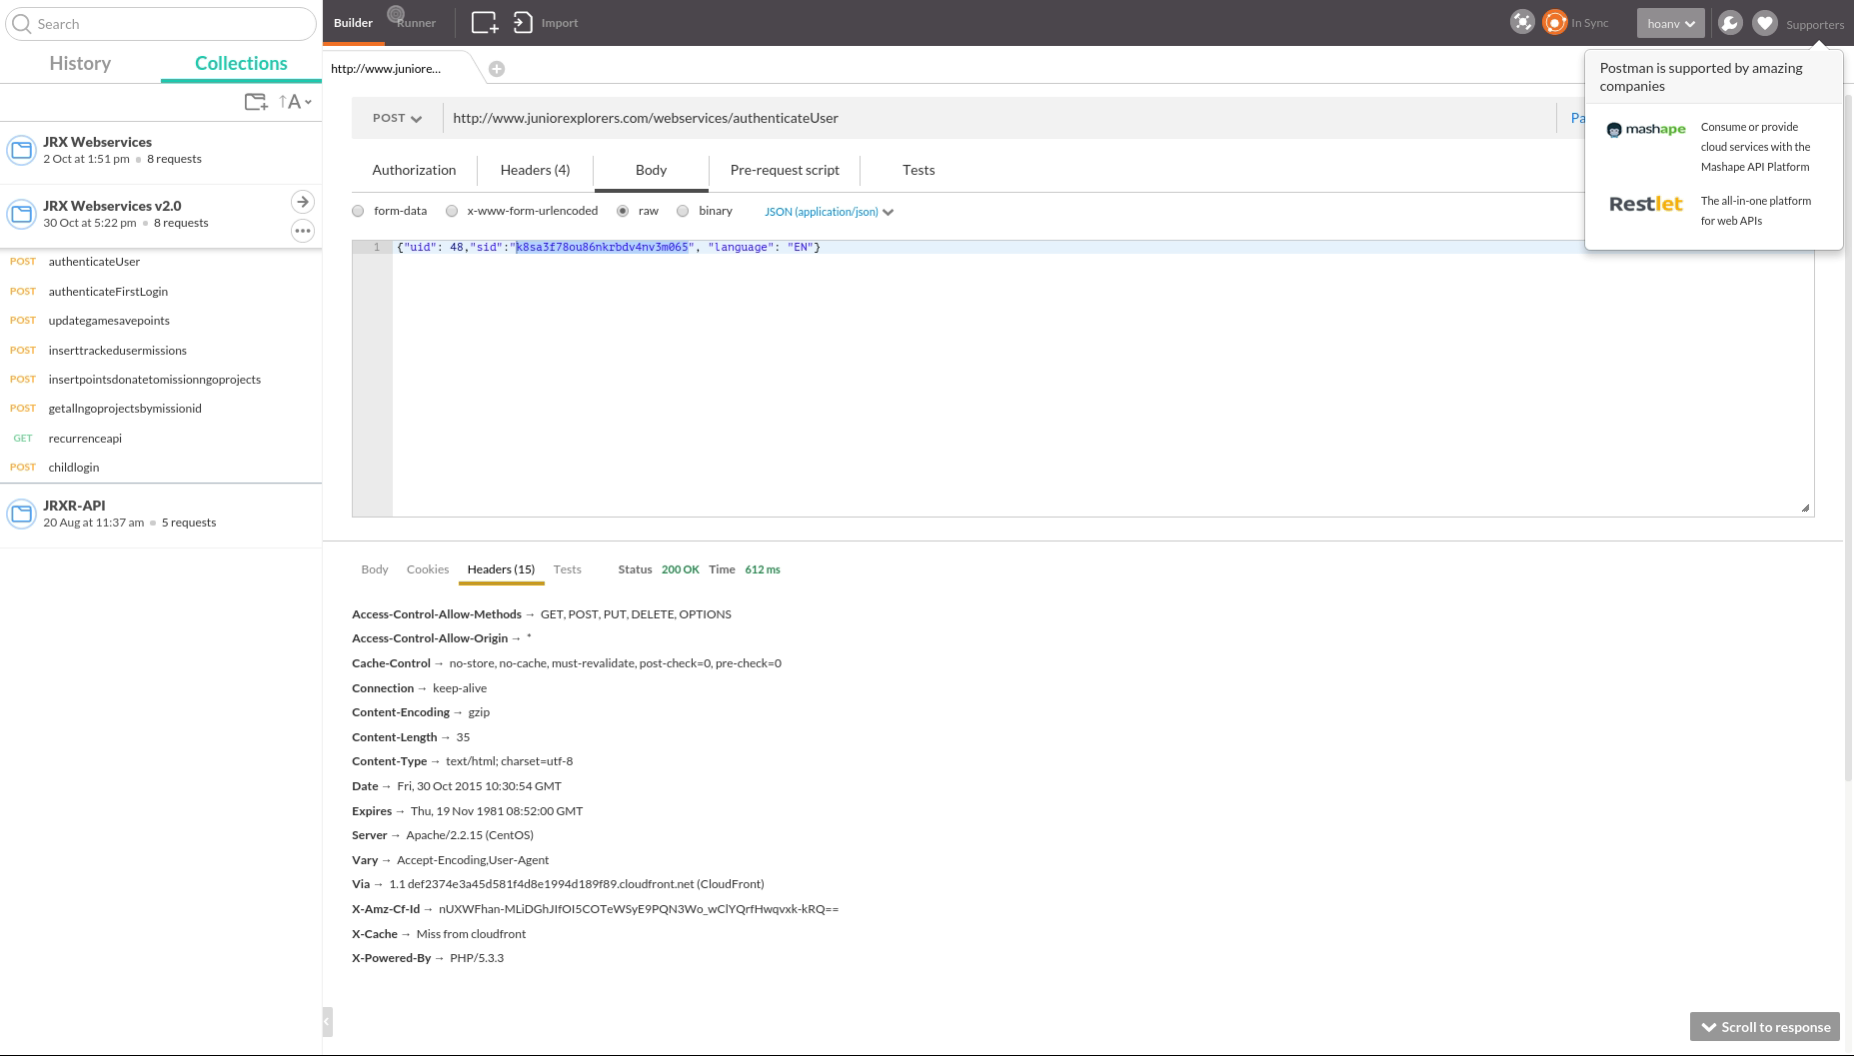 Search
Builder
Runner
Import
In Sync
hoanv
Supporters
History
Collections
↑A
JRX Webservices
2 Oct at 1:51 pm • 8 requests
JRX Webservices v2.0
30 Oct at 5:22 pm • 8 requests
POST authenticateUser
POST authenticateFirstLogin
POST updategamesavepoints
POST inserttrackedusermissions
POST insertpointsdonatetomissionngoprojects
POST getallngoprojectsbymissionid
GET recurrenceapi
POST childlogin
JRXR-API
20 Aug at 11:37 am • 5 requests
http://www.juniore...
Postman is supported by amazing
companies
mashape
Consume or provide
cloud services with the
Mashape API Platform
Restlet
The all-in-one platform
for web APIs
POST http://www.juniorexplorers.com/webservices/authenticateUser Pa
Authorization Headers (4) Body Pre-request script Tests
form-data x-www-form-urlencoded raw binary JSON (application/json)
1 {"uid": 48,"sid":"k8sa3f78ou86nkrbdv4nv3m065", "language": "EN"}
Body Cookies Headers (15) Tests Status 200 OK Time 612 ms
Access-Control-Allow-Methods → GET, POST, PUT, DELETE, OPTIONS
Access-Control-Allow-Origin → *
Cache-Control → no-store, no-cache, must-revalidate, post-check=0, pre-check=0
Connection → keep-alive
Content-Encoding → gzip
Content-Length → 35
Content-Type → text/html; charset=utf-8
Date → Fri, 30 Oct 2015 10:30:54 GMT
Expires → Thu, 19 Nov 1981 08:52:00 GMT
Server → Apache/2.2.15 (CentOS)
Vary → Accept-Encoding,User-Agent
Via → 1.1 def2374e3a45d581f4d8e1994d189f89.cloudfront.net (CloudFront)
X-Amz-Cf-Id → nUXWFhan-MLiDGhJIfOI5COTeWSyE9PQN3Wo_wClYQrfHwqvxk-kRQ==
X-Cache → Miss from cloudfront
X-Powered-By → PHP/5.3.3
Scroll to response